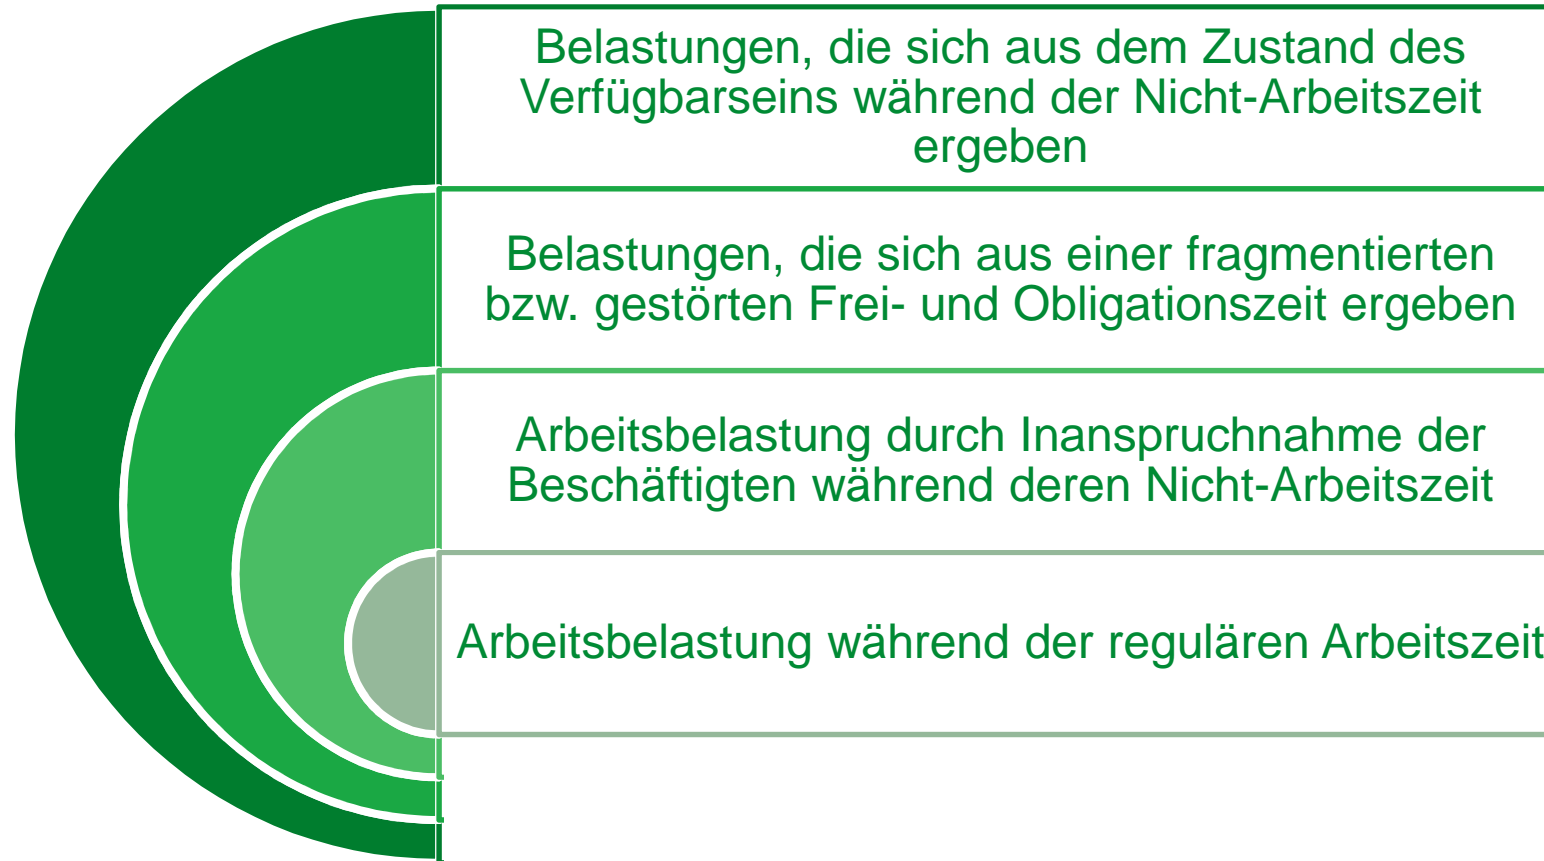 Belastungen, die sich aus dem Zustand des
Verfügbarseins während der Nicht-Arbeitszeit
ergeben
Belastungen, die sich aus einer fragmentierten
bzw. gestörten Frei- und Obligationszeit ergeben
Arbeitsbelastung durch Inanspruchnahme der
Beschäftigten während deren Nicht-Arbeitszeit
Arbeitsbelastung während der regulären Arbeitszeit